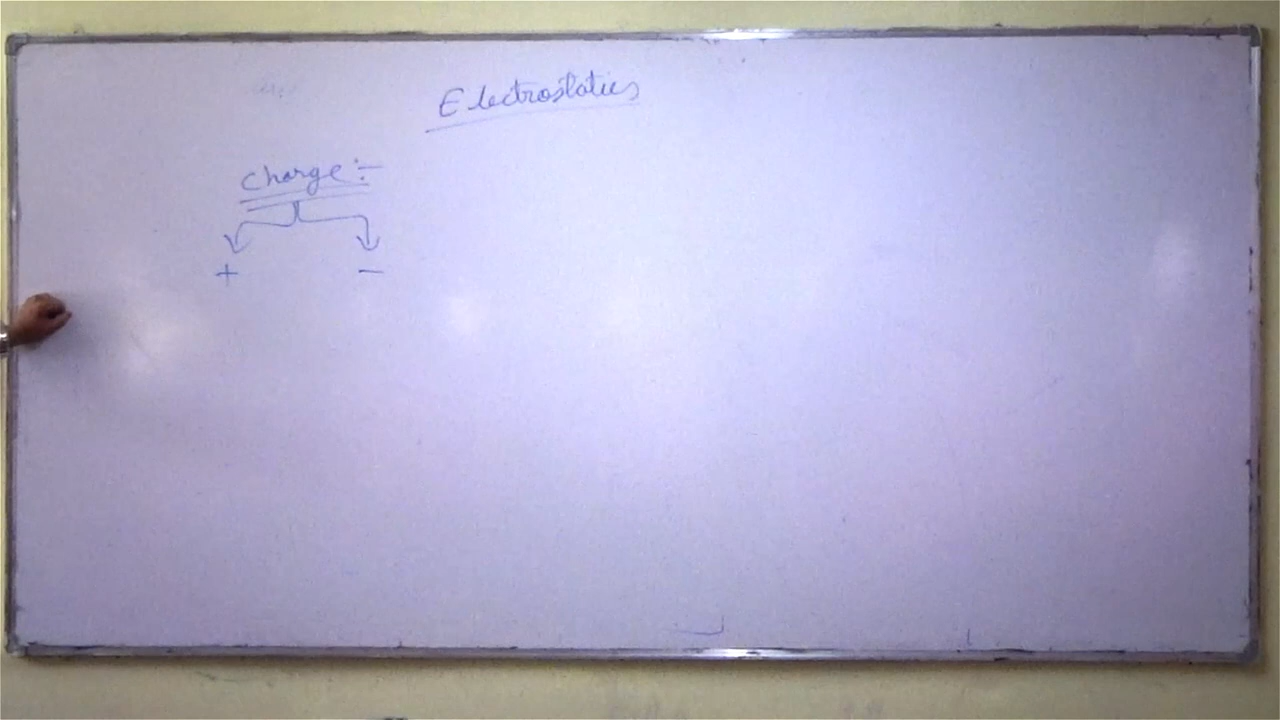 Electrostatics
Charge :-
+ -